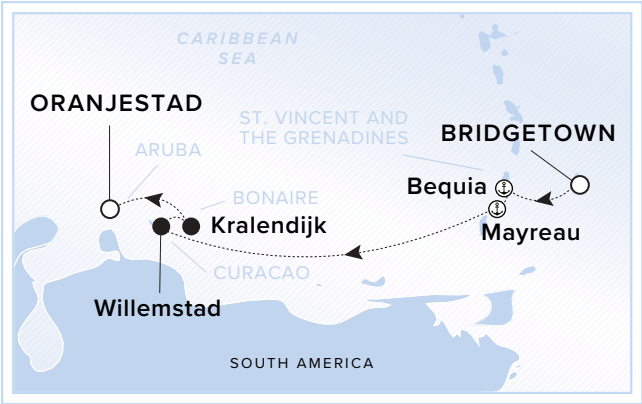 CARIBBEAN
SEA
ORANJESTAD
ST. VINCENT AND
THE GRENADINES
BRIDGETOWN
ARUBA
Bequia
BONAIRE
Kralendijk
Mayreau
CURACAO
Willemstad
SOUTH AMERICA